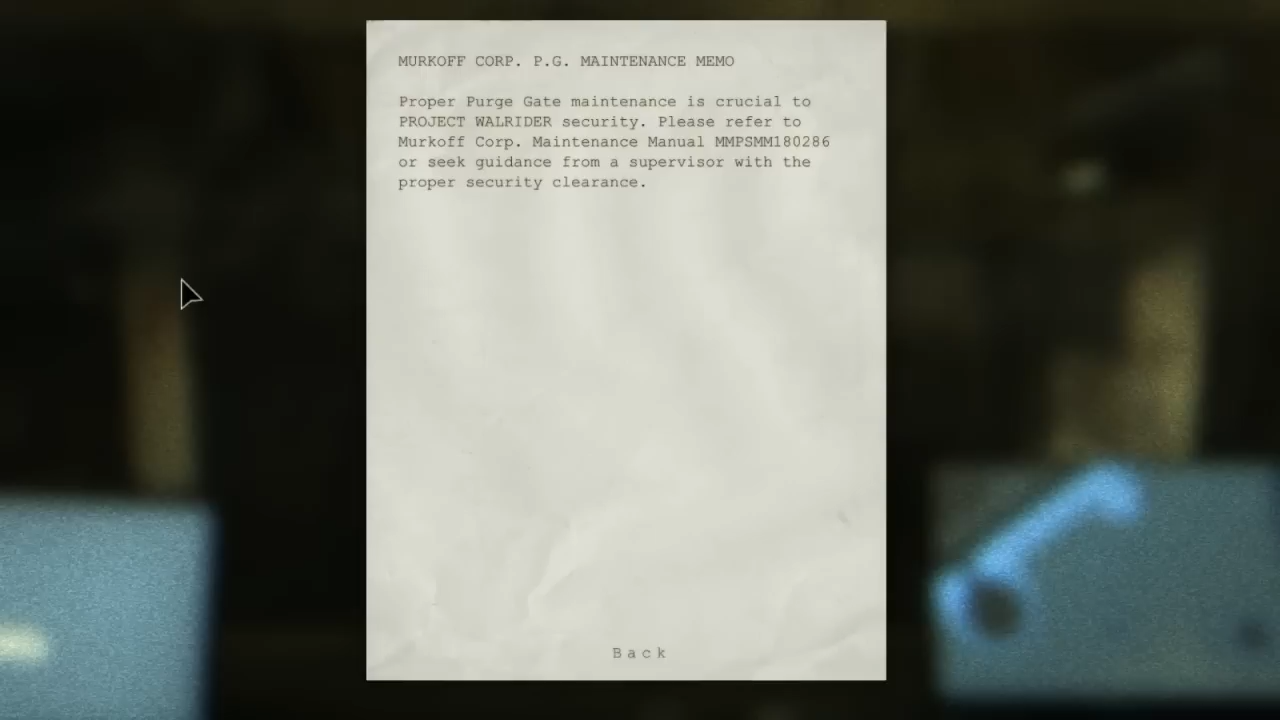 MURKOFF CORP. P.G. MAINTENANCE MEMO
Proper Purge Gate maintenance is crucial to
PROJECT WALRIDER security. Please refer to
Murkoff Corp. Maintenance Manual MMPSMM180286
or seek guidance from a supervisor with the
proper security clearance.
Back